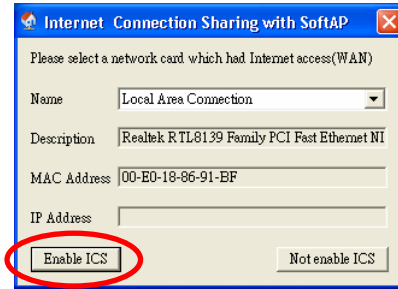 Internet Connection Sharing with SoftAP
Please select a network card which had Internet access(WAN)
Name Local Area Connection
Description Realtek RTL8139 Family PCI Fast Ethernet NI
MAC Address 00-E0-18-86-91-BF
IP Address
Enable ICS Not enable ICS